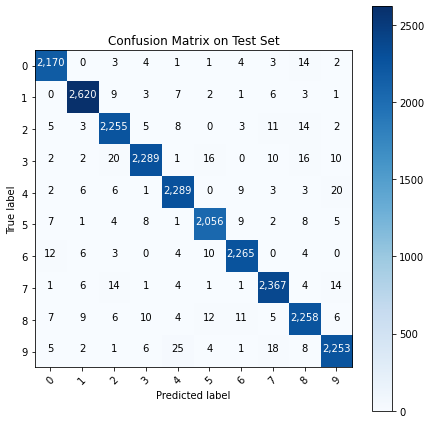 Confusion Matrix on Test Set
0 2,170 0 3 4 1 1 4 3 14 2
1 0 2,620 9 3 7 2 1 6 3 1
2 5 3 2,255 5 8 0 3 11 14 2
3 2 2 20 2,289 1 16 0 10 16 10
4 2 6 6 1 2,289 0 9 3 3 20
5 7 1 4 8 1 2,056 9 2 8 5
6 12 6 3 0 4 10 2,265 0 4 0
7 1 6 14 1 4 1 1 2,367 4 14
8 7 9 6 10 4 12 11 5 2,258 6
9 5 2 1 6 25 4 1 18 8 2,253
0 1 2 3 4 5 6 7 8 9
True label
Predicted label
2500
2000
1500
1000
500
0